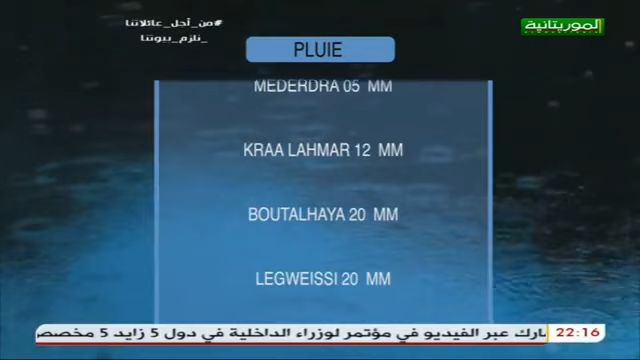 #من_أجل_عائلاتنا
_نلزم_بيوتنا
الموريتانية
PLUIE
MEDERDRA 05 MM
KRAA LAHMAR 12 MM
BOUTALHAYA 20 MM
LEGWEISSI 20 MM
ارك عبر الفيديو في مؤتمر لوزراء الداخلية في دول 5 زايد 5 مخصص
22:16